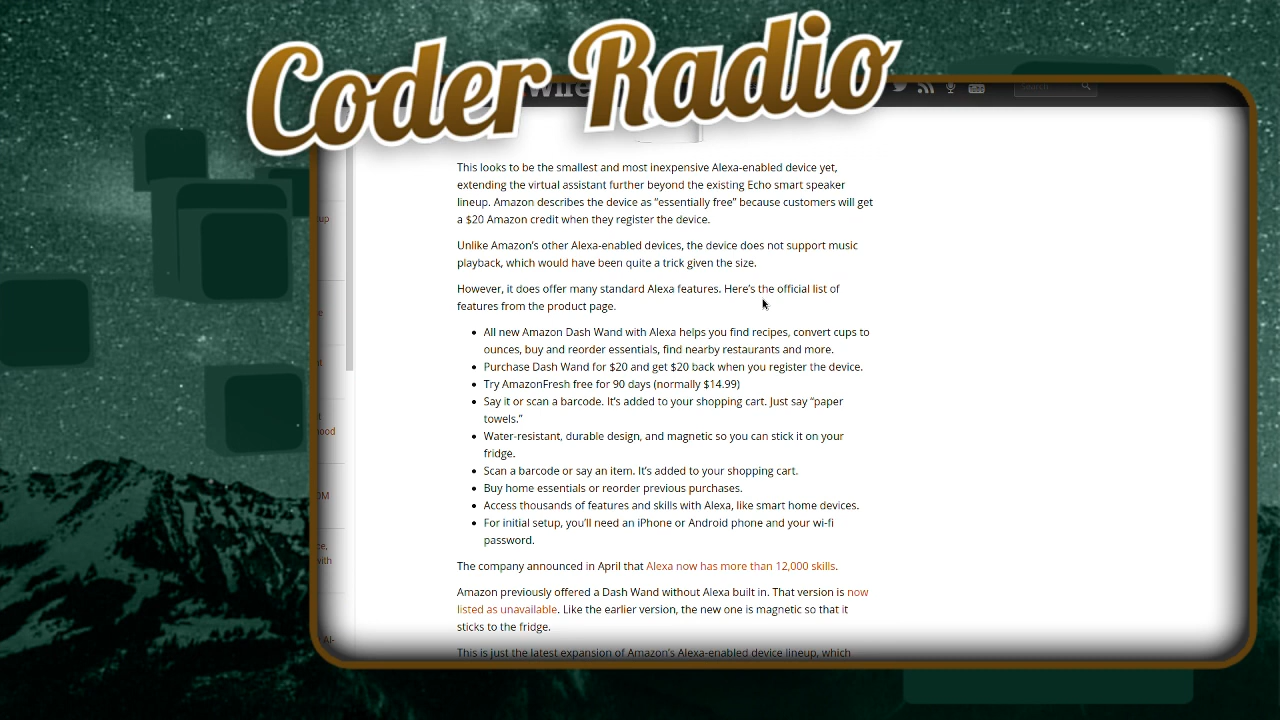 Coder Radio
Search
This looks to be the smallest and most inexpensive Alexa-enabled device yet,
extending the virtual assistant further beyond the existing Echo smart speaker
lineup. Amazon describes the device as “essentially free” because customers will get
a $20 Amazon credit when they register the device.
Unlike Amazon’s other Alexa-enabled devices, the device does not support music
playback, which would have been quite a trick given the size.
However, it does offer many standard Alexa features. Here’s the official list of
features from the product page.
• All new Amazon Dash Wand with Alexa helps you find recipes, convert cups to
ounces, buy and reorder essentials, find nearby restaurants and more.
• Purchase Dash Wand for $20 and get $20 back when you register the device.
• Try AmazonFresh free for 90 days (normally $14.99)
• Say it or scan a barcode. It’s added to your shopping cart. Just say “paper
towels.”
• Water-resistant, durable design, and magnetic so you can stick it on your
fridge.
• Scan a barcode or say an item. It’s added to your shopping cart.
• Buy home essentials or reorder previous purchases.
• Access thousands of features and skills with Alexa, like smart home devices.
• For initial setup, you’ll need an iPhone or Android phone and your wi-fi
password.
The company announced in April that Alexa now has more than 12,000 skills.
Amazon previously offered a Dash Wand without Alexa built in. That version is now
listed as unavailable. Like the earlier version, the new one is magnetic so that it
sticks to the fridge.
This is just the latest expansion of Amazon’s Alexa-enabled device lineup, which